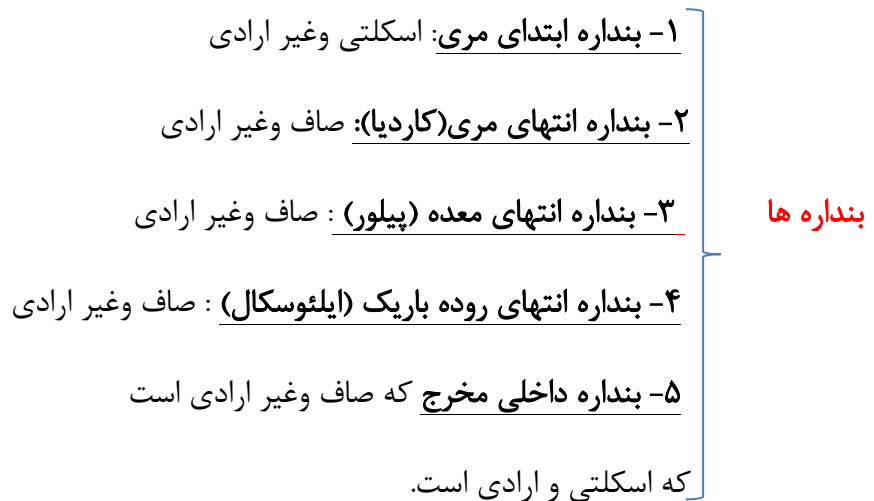 بنداره ها
۱- بنداره ابتدای مری: اسکلتی وغیر ارادی
۲- بنداره انتهای مری(کاردیا): صاف وغیر ارادی
۳- بنداره انتهای معده (پیلور) : صاف وغیر ارادی
۴- بنداره انتهای روده باریک (ایلئوسکال) : صاف وغیر ارادی
۵- بنداره داخلی مخرج که صاف وغیر ارادی است
که اسکلتی و ارادی است.